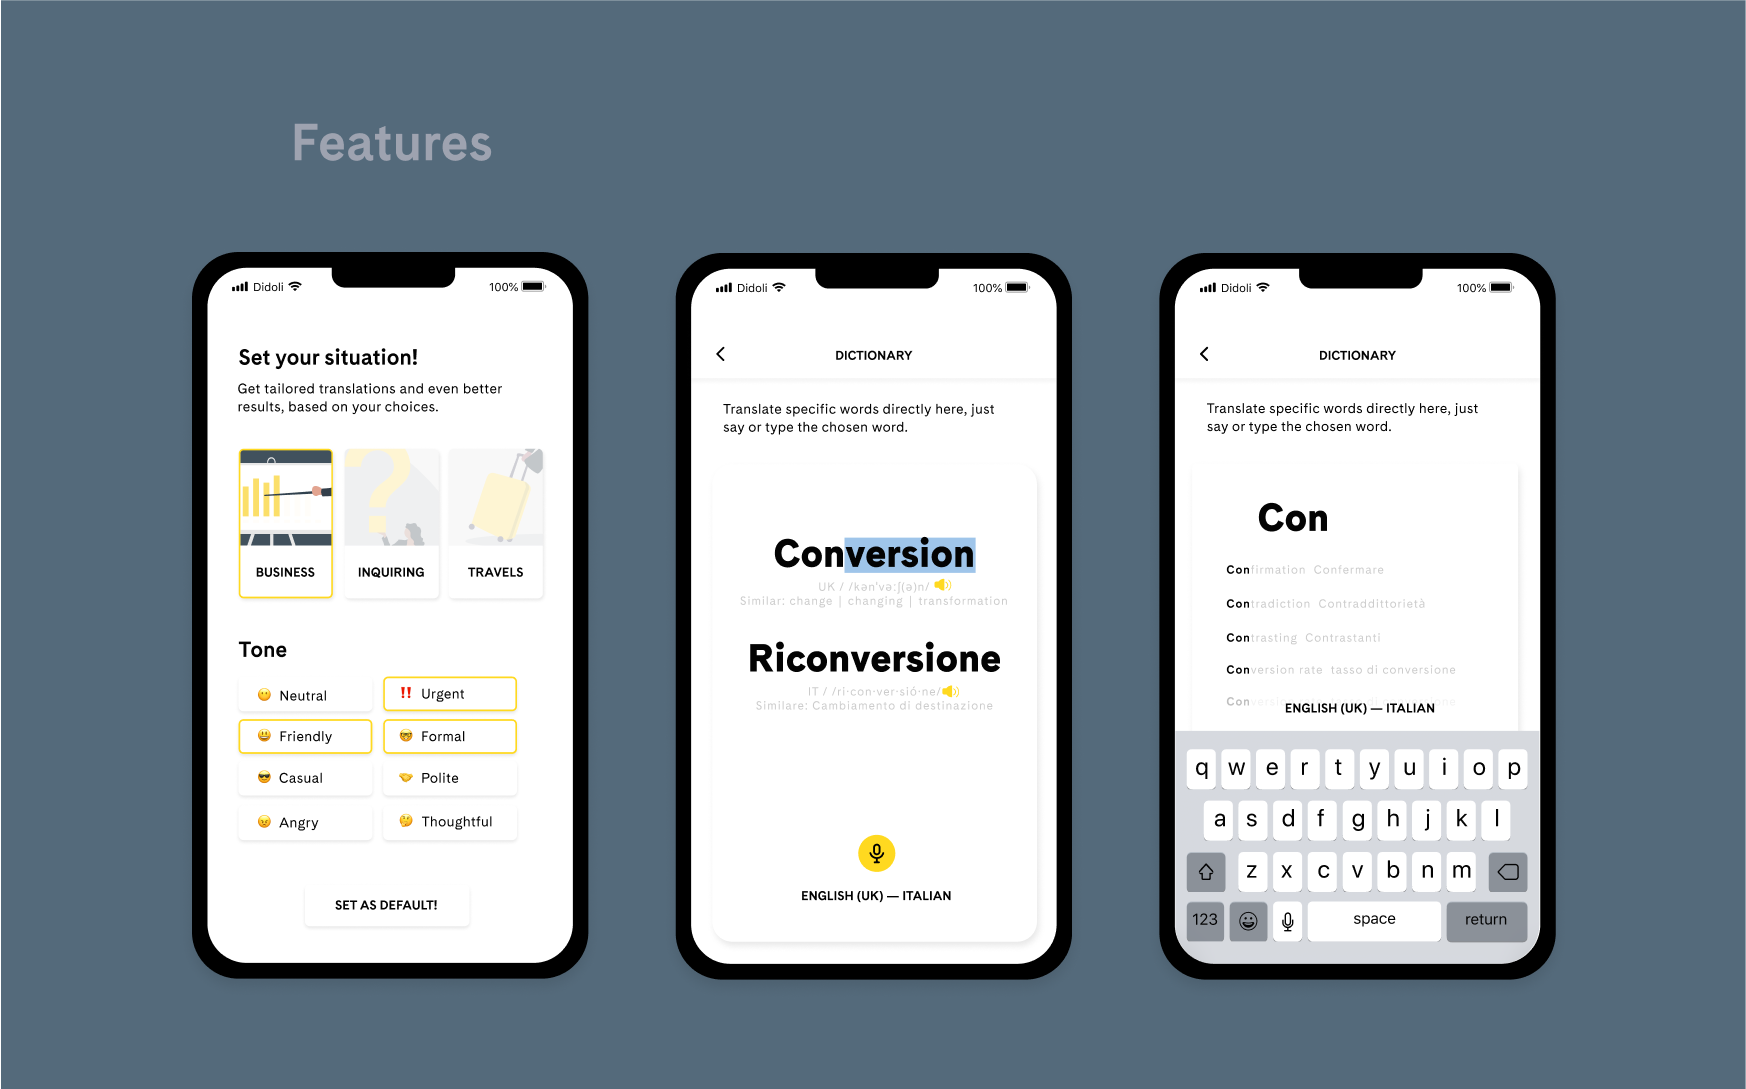 Features
Didoli
100%
Set your situation!
Get tailored translations and even better
results, based on your choices.
BUSINESS
INQUIRING
TRAVELS
Tone
Neutral
!! Urgent
Friendly
Formal
Casual
Polite
Angry
Thoughtful
SET AS DEFAULT!
Didoli
100%
DICTIONARY
Translate specific words directly here, just
say or type the chosen word.
Conversion
UK / /kən'vəːʃ(ə)n/
Similar: change | changing | transformation
Riconversione
IT / /ri·con·ver·sió·ne/
Similare: Cambiamento di destinazione
ENGLISH (UK) — ITALIAN
Didoli
100%
DICTIONARY
Translate specific words directly here, just
say or type the chosen word.
Con
Confirmation Confermare
Contradiction Contraddittorietà
Contrasting Contrastanti
Conversion rate tasso di conversione
ENGLISH (UK) — ITALIAN
q w e r t y u i o p
a s d f g h j k l
z x c v b n m
123 space return